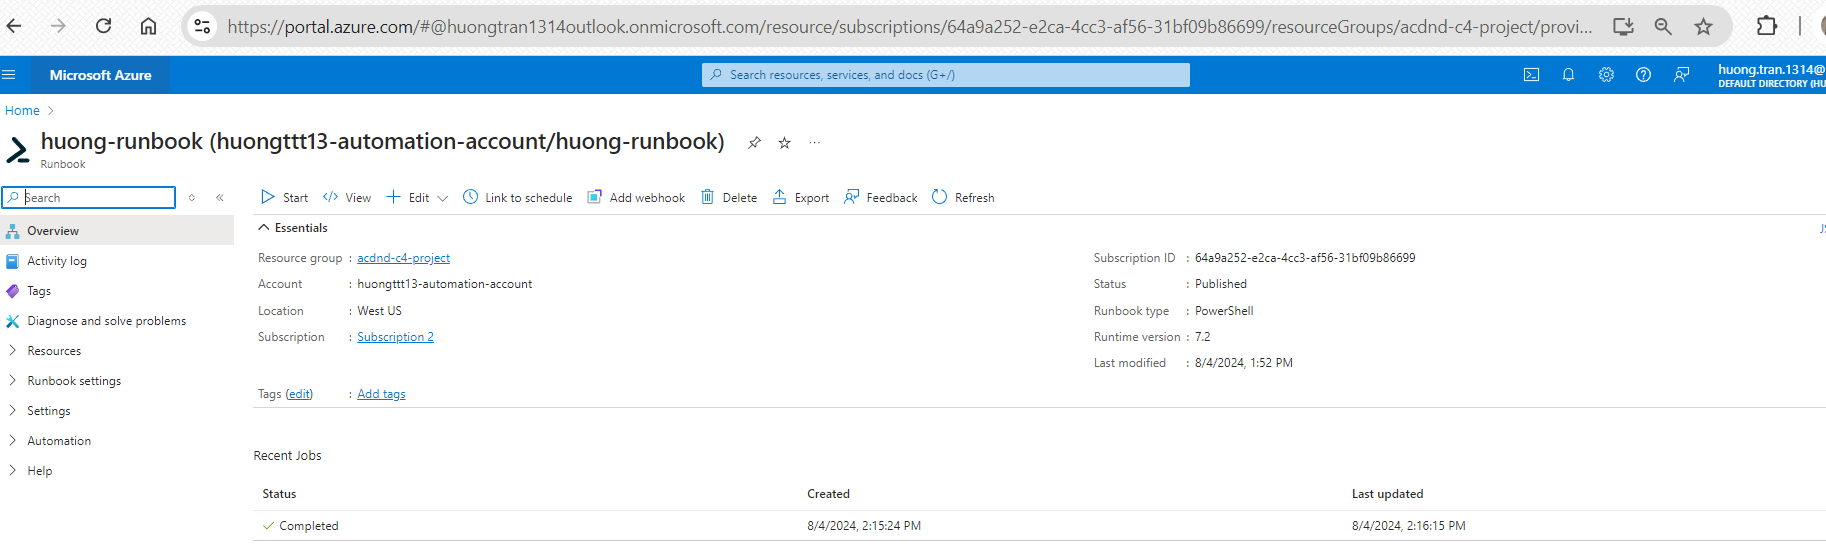 https://portal.azure.com/#@huongtran1314outlook.onmicrosoft.com/resource/subscriptions/64a9a252-e2ca-4cc3-af56-31bf09b86699/resourceGroups/acdnd-c4-project/provi...
Microsoft Azure
Search resources, services, and docs (G+/)
huong.tran.1314@
DEFAULT DIRECTORY (HU
Home
huong-runbook (huongttt13-automation-account/huong-runbook)
Runbook
Search
Start View Edit Link to schedule Add webhook Delete Export Feedback Refresh
Overview
Activity log
Tags
Diagnose and solve problems
Resources
Runbook settings
Settings
Automation
Help
Essentials
JS
Resource group : acdnd-c4-project
Account : huongttt13-automation-account
Location : West US
Subscription : Subscription 2
Subscription ID : 64a9a252-e2ca-4cc3-af56-31bf09b86699
Status : Published
Runbook type : PowerShell
Runtime version : 7.2
Last modified : 8/4/2024, 1:52 PM
Tags (edit) : Add tags
Recent Jobs
Status Created Last updated
Completed 8/4/2024, 2:15:24 PM 8/4/2024, 2:16:15 PM